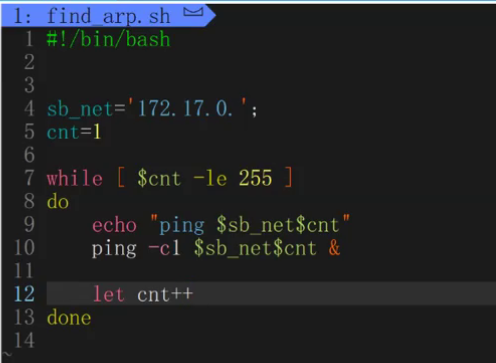 1: find_arp.sh
1 #!/bin/bash
2
3
4 sb_net='172.17.0.';
5 cnt=1
6
7 while [ $cnt -le 255 ]
8 do
9     echo "ping $sb_net$cnt"
10     ping -c1 $sb_net$cnt &
11
12     let cnt++
13 done
14
~